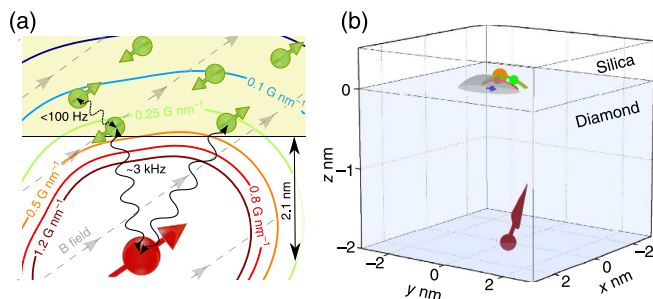 (a)
0.1 G nm⁻¹
<100 Hz
0.25 G nm⁻¹
~3 kHz
0.5 G nm⁻¹
0.8 G nm⁻¹
1.2 G nm⁻¹
B field
2.1 nm
(b)
Silica
Diamond
0
−1
−2
z nm
−2
0
2
y nm
−2
0
2
x nm